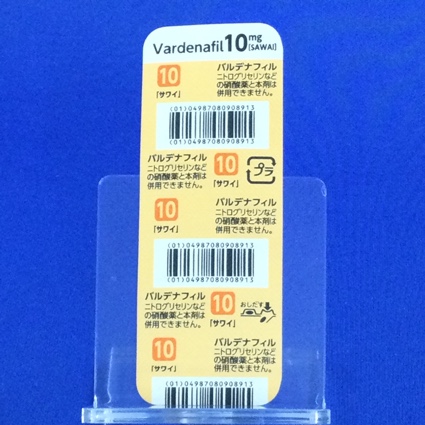 Vardenafil10mg
[SAWAI]
10
「サワイ」
バルデナフィル
ニトログリセリンなど
の硝酸薬と本剤は
併用できません。
(01)04987080908913
バルデナフィル
ニトログリセリンなど
の硝酸薬と本剤は
併用できません。
10
「サワイ」
プラ
10
「サワイ」
バルデナフィル
ニトログリセリンなど
の硝酸薬と本剤は
併用できません。
(01)04987080908913
バルデナフィル
ニトログリセリンなど
の硝酸薬と本剤は
併用できません。
10
「サワイ」
おしだす
10
「サワイ」
バルデナフィル
ニトログリセリンなど
の硝酸薬と本剤は
併用できません。
(01)04987080908913